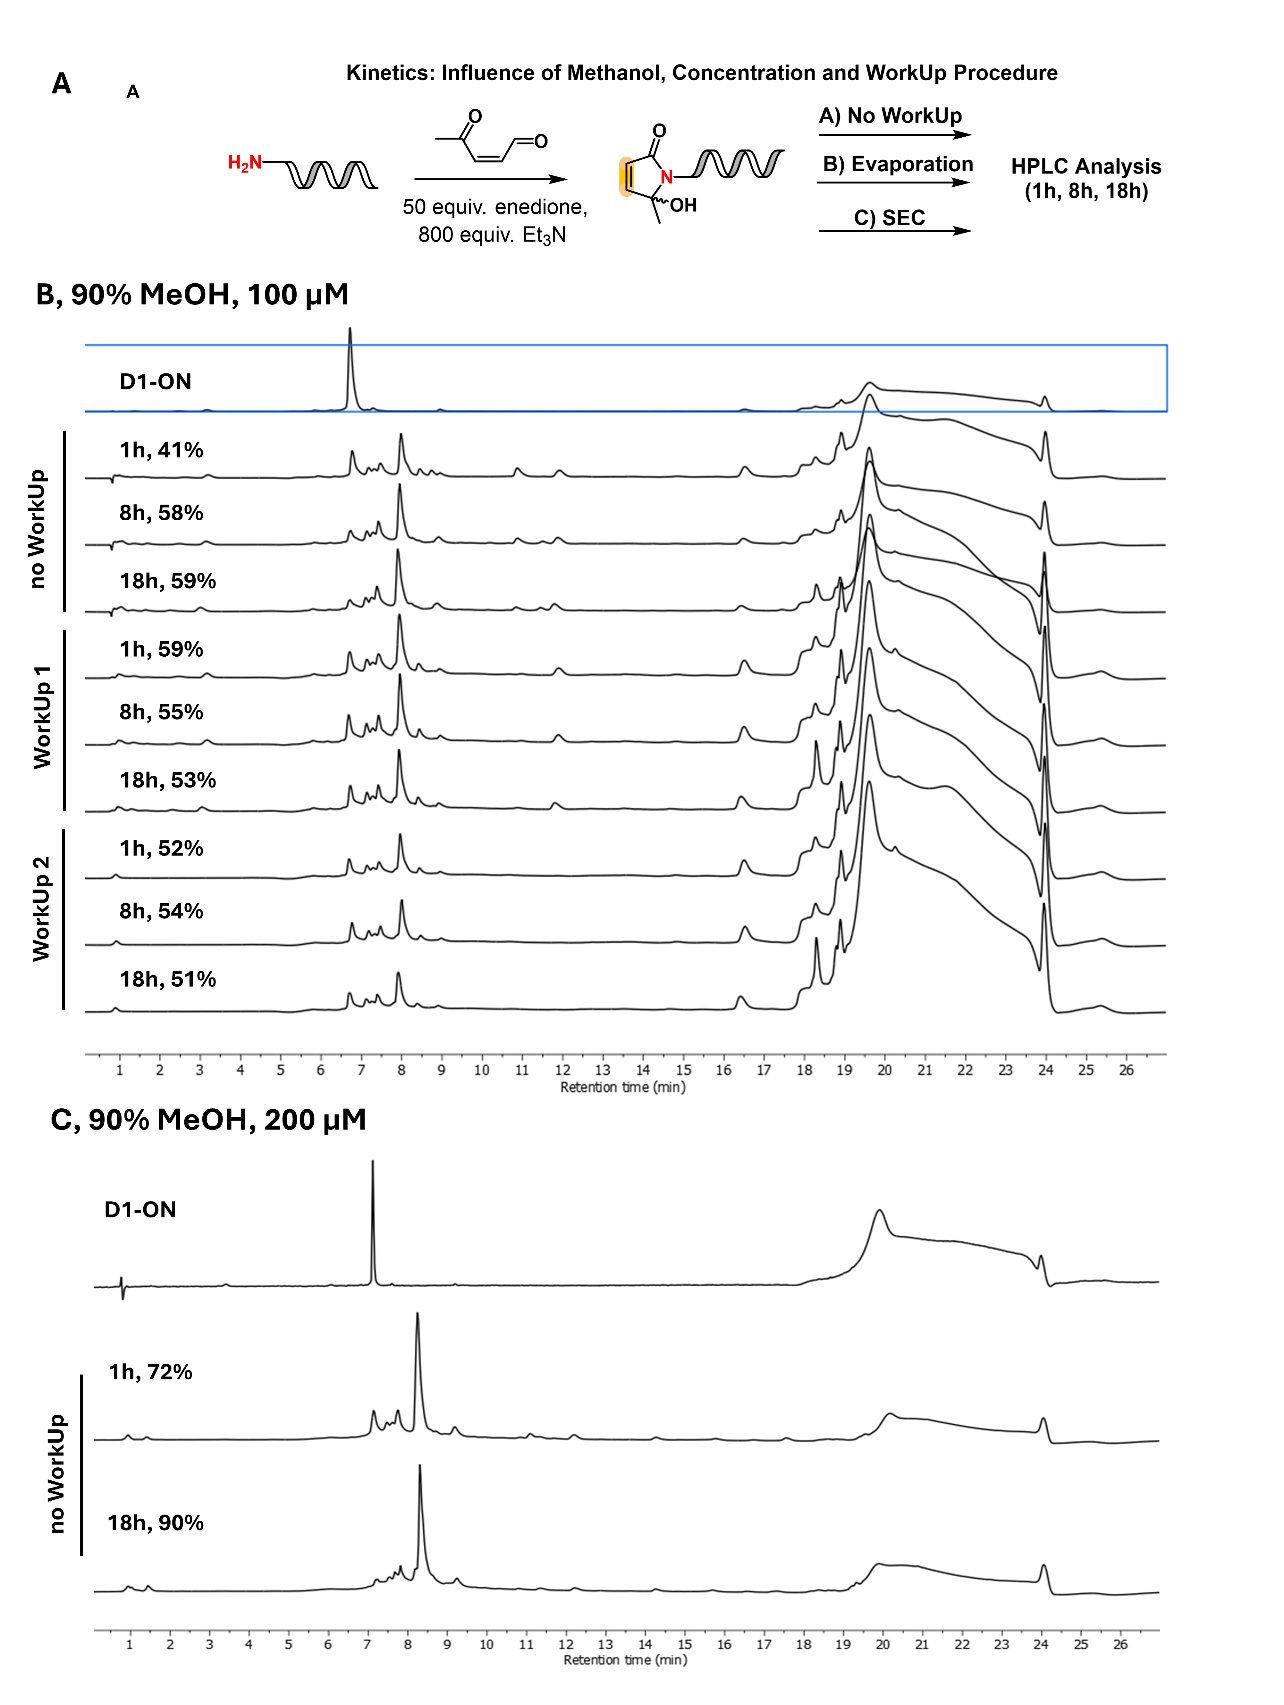 A
A
Kinetics: Influence of Methanol, Concentration and WorkUp Procedure
H2N
O
O
50 equiv. enedione,
800 equiv. Et3N
O
N
OH
A) No WorkUp
B) Evaporation
C) SEC
HPLC Analysis
(1h, 8h, 18h)
B, 90% MeOH, 100 µM
D1-ON
no WorkUp
1h, 41%
8h, 58%
18h, 59%
WorkUp 1
1h, 59%
8h, 55%
18h, 53%
WorkUp 2
1h, 52%
8h, 54%
18h, 51%
1 2 3 4 5 6 7 8 9 10 11 12 13 14 15 16 17 18 19 20 21 22 23 24 25 26
Retention time (min)
C, 90% MeOH, 200 µM
D1-ON
no WorkUp
1h, 72%
18h, 90%
1 2 3 4 5 6 7 8 9 10 11 12 13 14 15 16 17 18 19 20 21 22 23 24 25 26
Retention time (min)